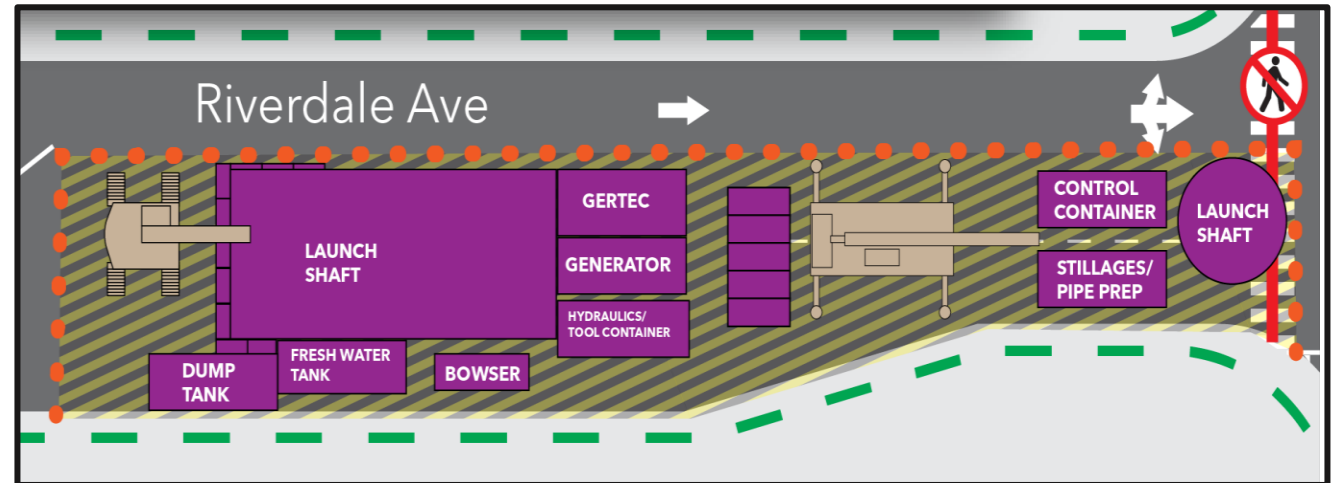 Riverdale Ave
LAUNCH
SHAFT
GERTEC
GENERATOR
HYDRAULICS/
TOOL CONTAINER
DUMP
TANK
FRESH WATER
TANK
BOWSER
CONTROL
CONTAINER
STILLAGES/
PIPE PREP
LAUNCH
SHAFT